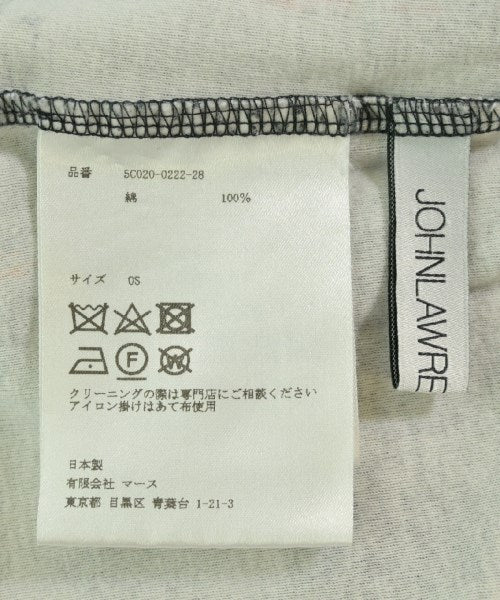 品番 5C020-0222-28
綿 100%
サイズ 0S
F
W
クリーニングの際は専門店にご相談ください
アイロン掛けはあて布使用
日本製
有限会社 マース
東京都 目黒区 青葉台 1-21-3
JOHNLAWRE